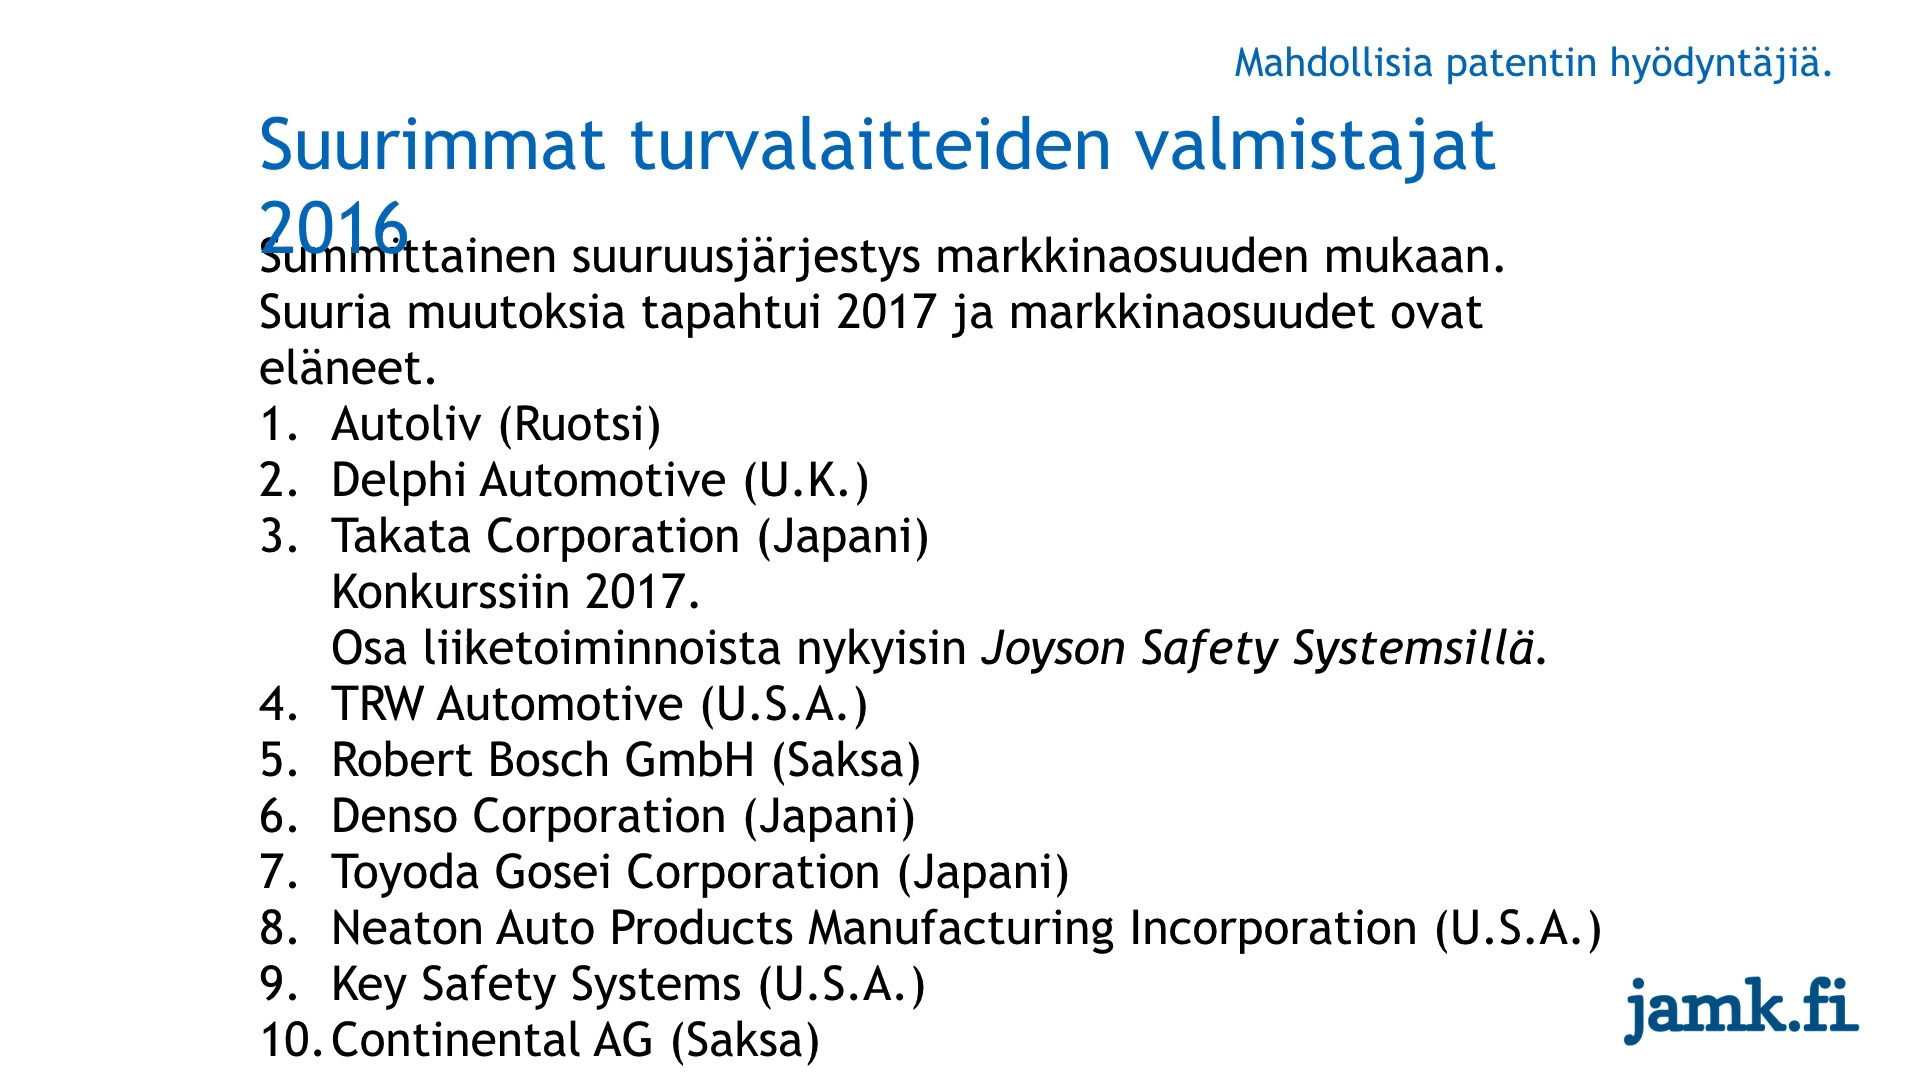 Mahdollisia patentin hyödyntäjiä.
Suurimmat turvalaitteiden valmistajat
2016
Summittainen suuruusjärjestys markkinaosuuden mukaan.
Suuria muutoksia tapahtui 2017 ja markkinaosuudet ovat
eläneet.
1. Autoliv (Ruotsi)
2. Delphi Automotive (U.K.)
3. Takata Corporation (Japani)
Konkurssiin 2017.
Osa liiketoiminnoista nykyisin Joyson Safety Systemsillä.
4. TRW Automotive (U.S.A.)
5. Robert Bosch GmbH (Saksa)
6. Denso Corporation (Japani)
7. Toyoda Gosei Corporation (Japani)
8. Neaton Auto Products Manufacturing Incorporation (U.S.A.)
9. Key Safety Systems (U.S.A.)
10. Continental AG (Saksa)
jamk.fi